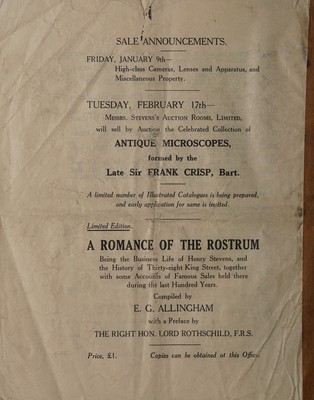 SALE ANNOUNCEMENTS.
FRIDAY, JANUARY 9th—
High-class Cameras, Lenses and Apparatus, and
Miscellaneous Property.
TUESDAY, FEBRUARY 17th—
MESSRS. STEVENS'S AUCTION ROOMS, LIMITED,
will sell by Auction the Celebrated Collection of
ANTIQUE MICROSCOPES,
formed by the
Late Sir FRANK CRISP, Bart.
A limited number of Illustrated Catalogues is being prepared,
and early application for same is invited.
Limited Edition.
A ROMANCE OF THE ROSTRUM
Being the Business Life of Henry Stevens, and
the History of Thirty-eight King Street, together
with some Accounts of Famous Sales held there
during the last Hundred Years.
Compiled by
E. G. ALLINGHAM
with a Preface by
THE RIGHT HON. LORD ROTHSCHILD, F.R.S.
Price, £1. Copies can be obtained at this Office.